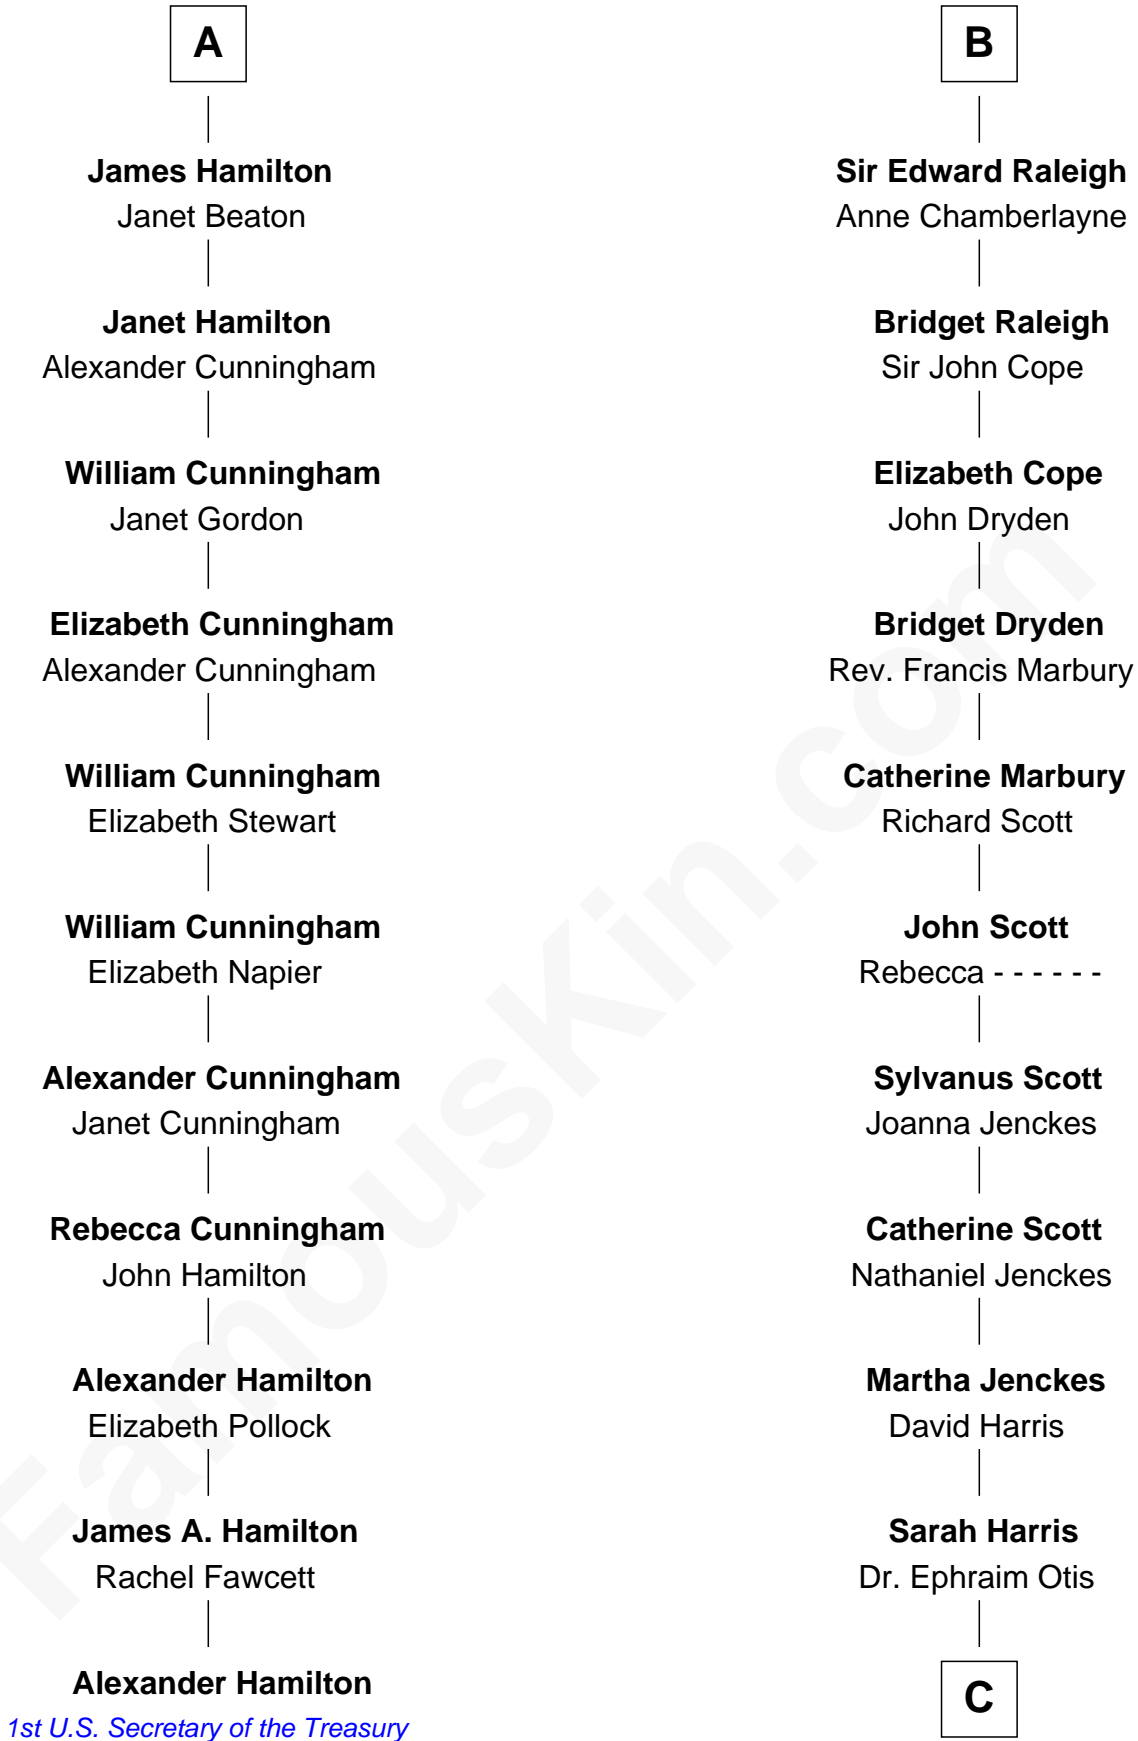 A
James Hamilton
Janet Beaton
Janet Hamilton
Alexander Cunningham
William Cunningham
Janet Gordon
Elizabeth Cunningham
Alexander Cunningham
William Cunningham
Elizabeth Stewart
William Cunningham
Elizabeth Napier
Alexander Cunningham
Janet Cunningham
Rebecca Cunningham
John Hamilton
Alexander Hamilton
Elizabeth Pollock
James A. Hamilton
Rachel Fawcett
Alexander Hamilton
1st U.S. Secretary of the Treasury
B
Sir Edward Raleigh
Anne Chamberlayne
Bridget Raleigh
Sir John Cope
Elizabeth Cope
John Dryden
Bridget Dryden
Rev. Francis Marbury
Catherine Marbury
Richard Scott
John Scott
Rebecca - - - - - -
Sylvanus Scott
Joanna Jenckes
Catherine Scott
Nathaniel Jenckes
Martha Jenckes
David Harris
Sarah Harris
Dr. Ephraim Otis
C
FamousKin.com